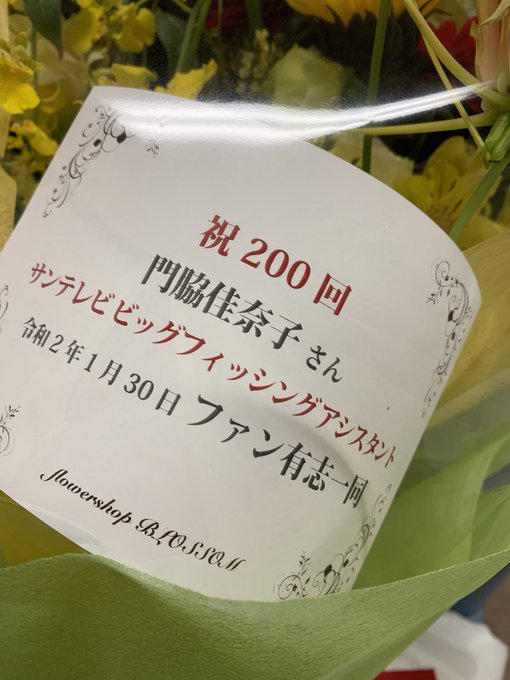 祝200回
門脇佳奈子さん
サンテレビビッグフィッシングアシスタント
令和2年1月30日 ファン有志一同
flowershop BLOSSOM